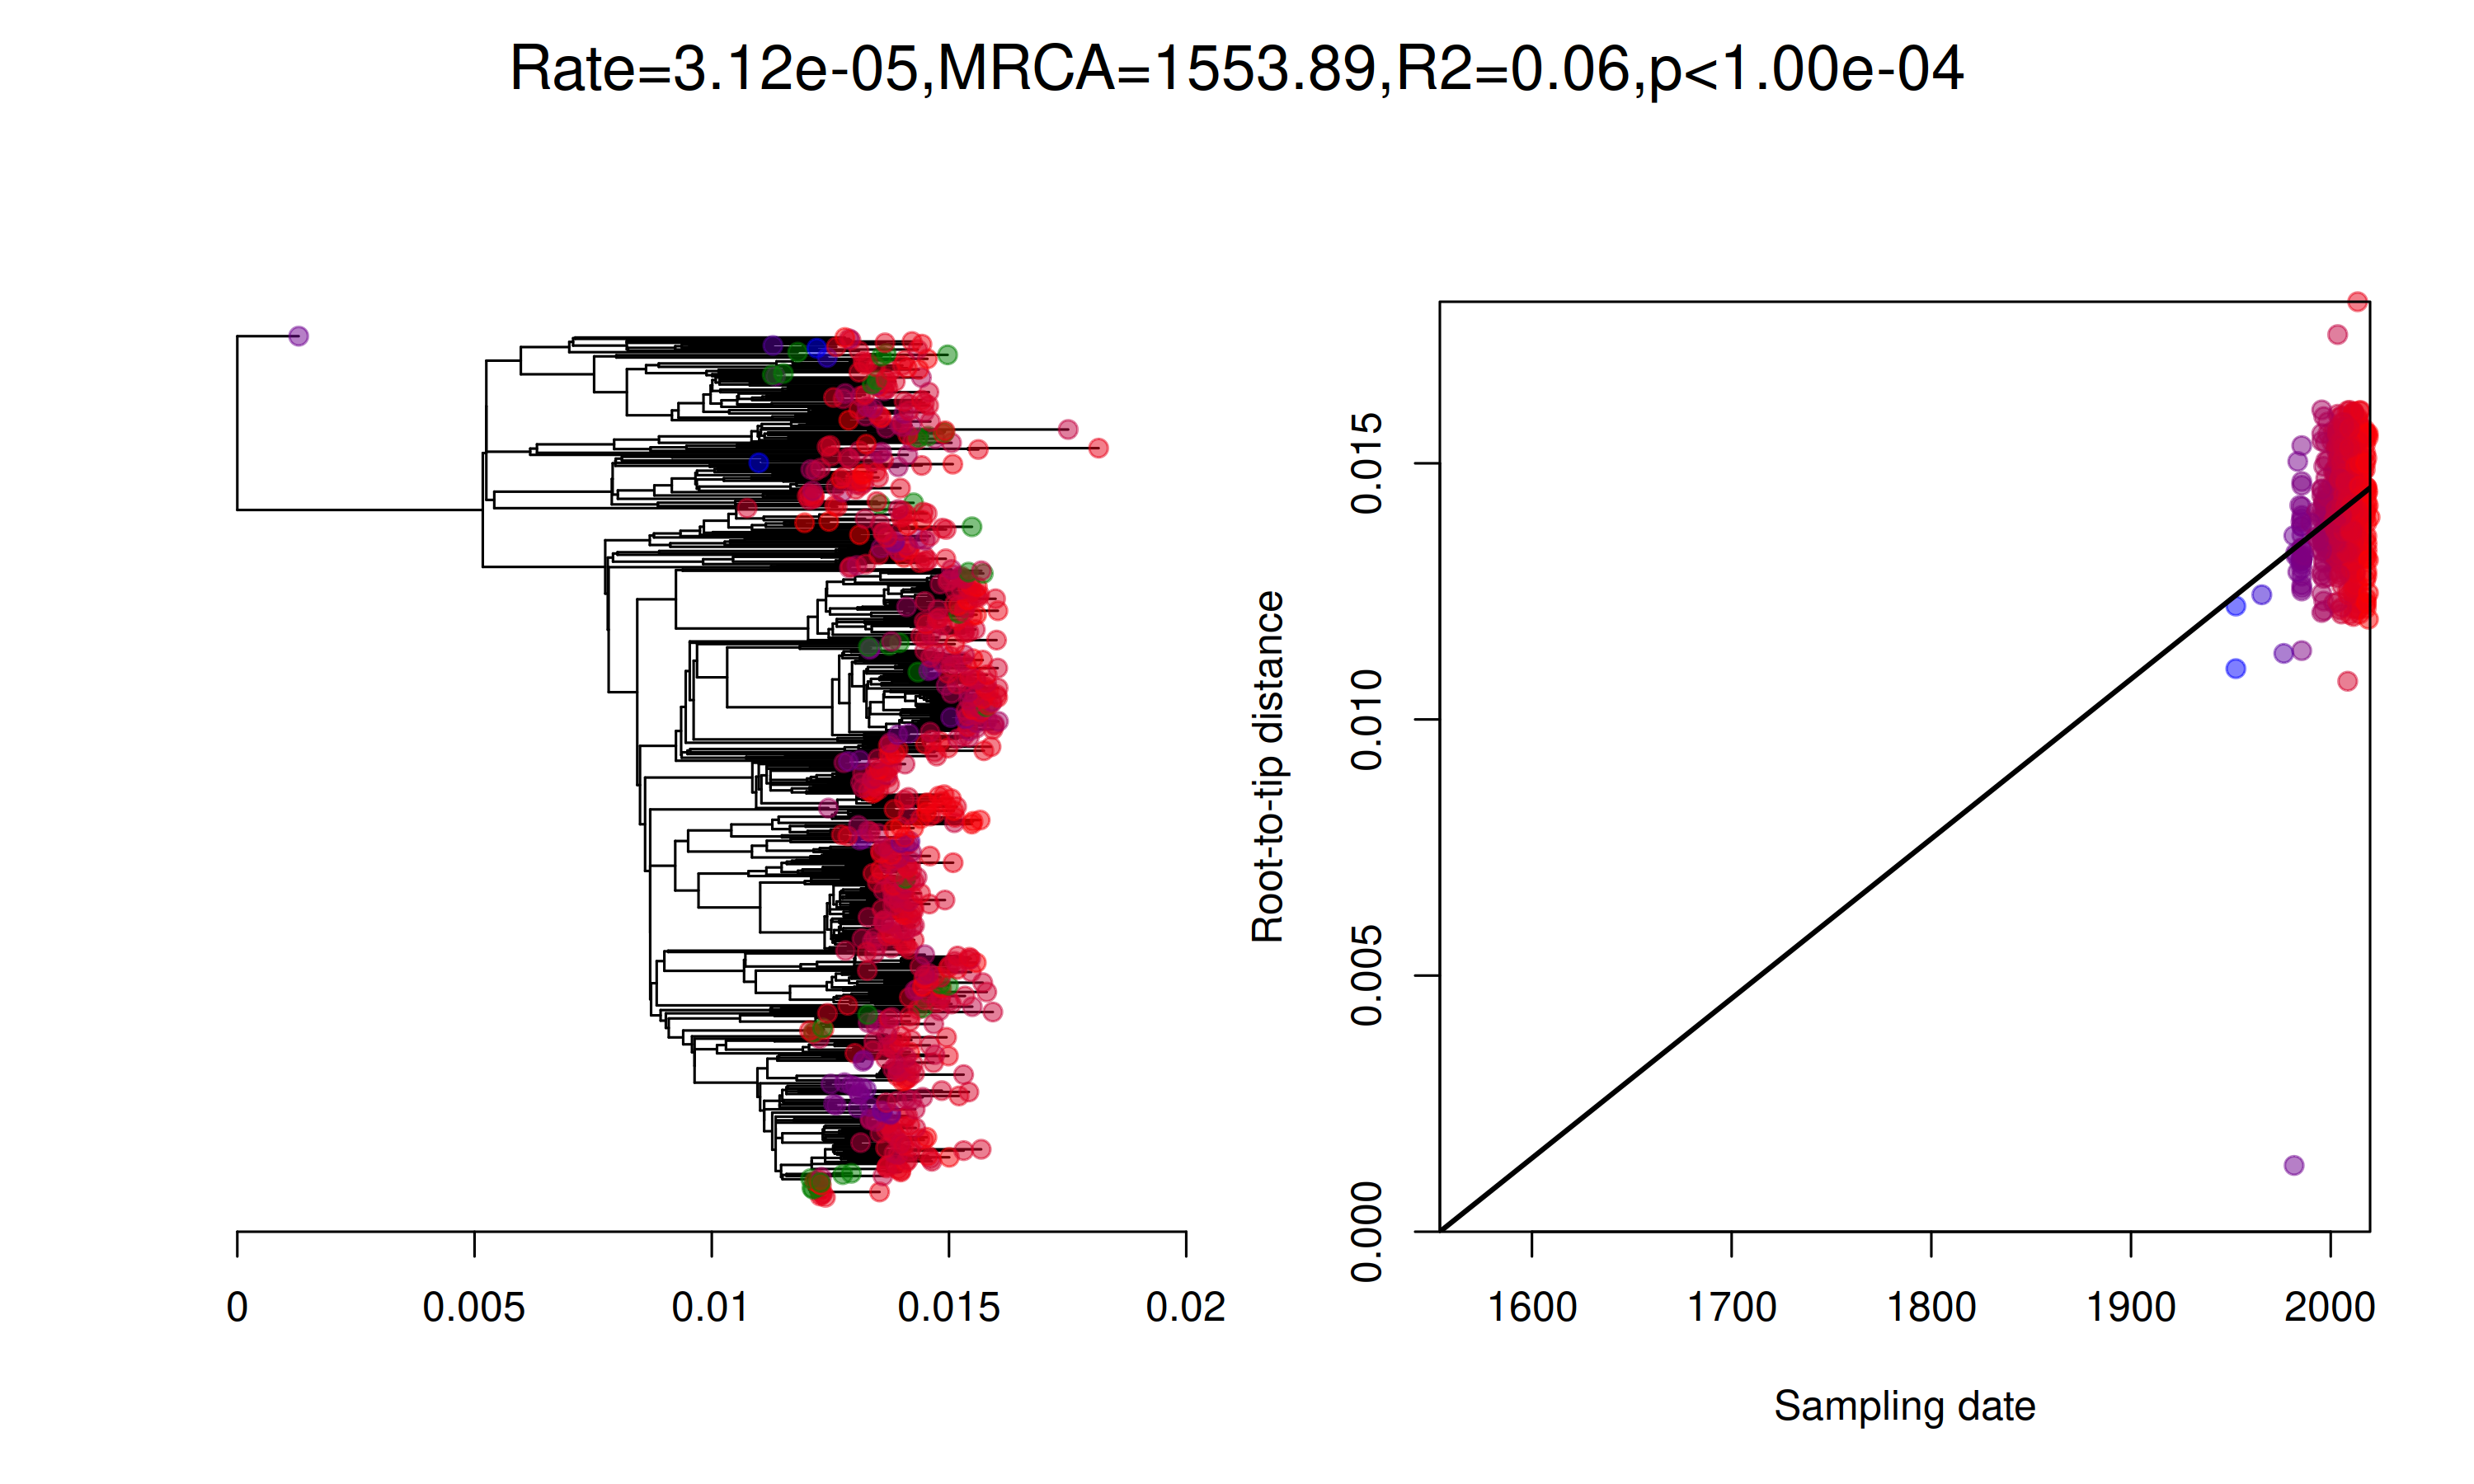 Rate=3.12e-05,MRCA=1553.89,R2=0.06,p<1.00e-04
0 0.005 0.01 0.015 0.02
Root-to-tip distance
0.000 0.005 0.010 0.015
1600 1700 1800 1900 2000
Sampling date